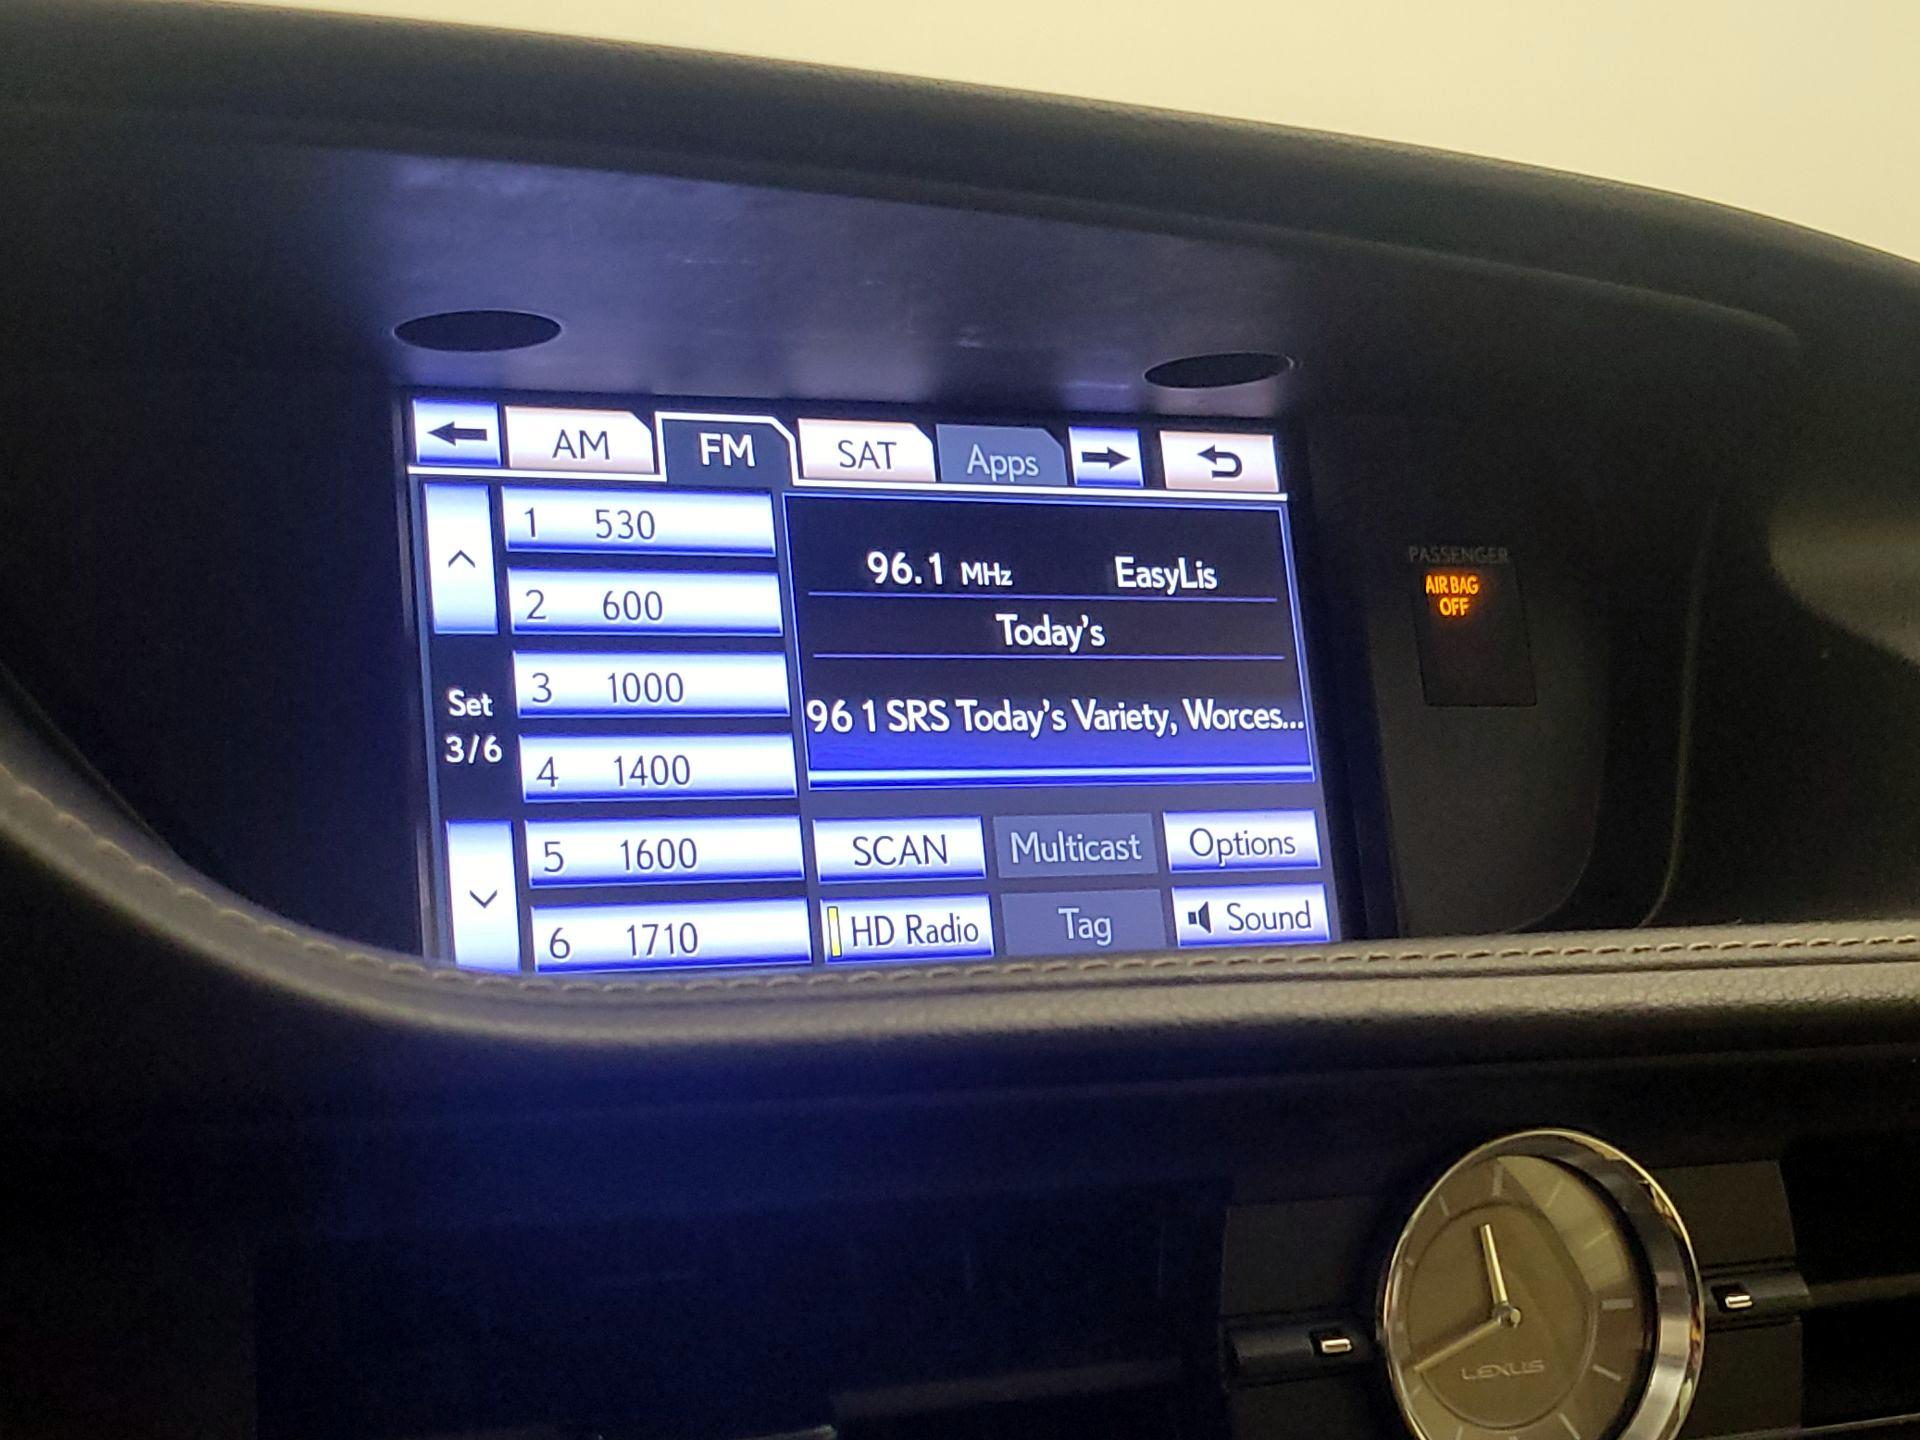 AM FM SAT Apps
1 530
2 600
3 1000
4 1400
5 1600
6 1710
Set
3/6
96.1 MHz EasyLis
Today's
96 1 SRS Today's Variety, Worces...
SCAN Multicast Options
HD Radio Tag Sound
PASSENGER
AIR BAG
OFF
LEXUS